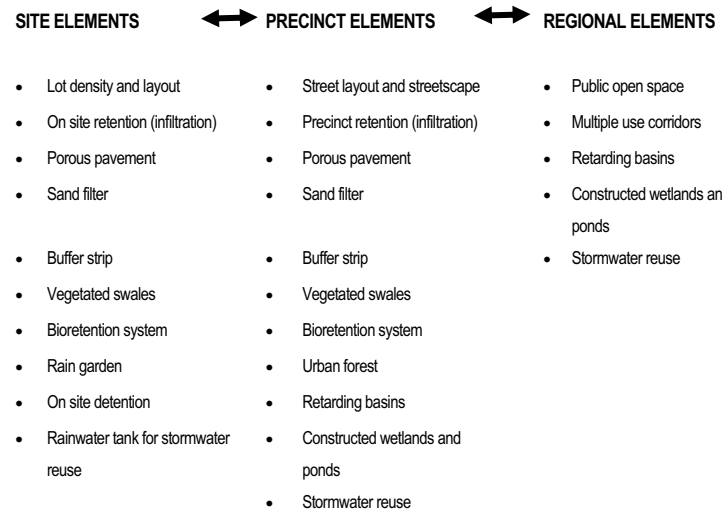 SITE ELEMENTS
• Lot density and layout
• On site retention (infiltration)
• Porous pavement
• Sand filter
• Buffer strip
• Vegetated swales
• Bioretention system
• Rain garden
• On site detention
• Rainwater tank for stormwater
reuse
PRECINCT ELEMENTS
• Street layout and streetscape
• Precinct retention (infiltration)
• Porous pavement
• Sand filter
• Buffer strip
• Vegetated swales
• Bioretention system
• Urban forest
• Retarding basins
• Constructed wetlands and
ponds
• Stormwater reuse
REGIONAL ELEMENTS
• Public open space
• Multiple use corridors
• Retarding basins
• Constructed wetlands an
ponds
• Stormwater reuse